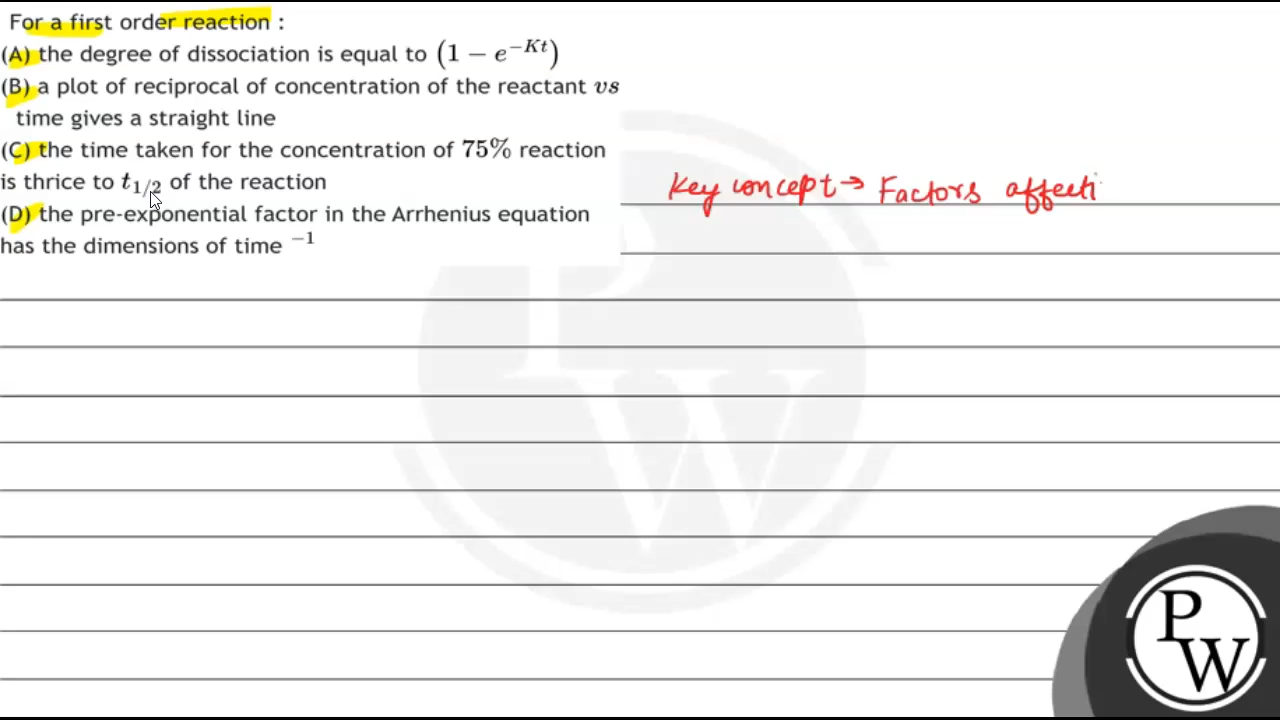 For a first order reaction :
(A) the degree of dissociation is equal to (1 − e^{−Kt})
(B) a plot of reciprocal of concentration of the reactant vs
time gives a straight line
(C) the time taken for the concentration of 75% reaction
is thrice to t_{1/2} of the reaction
(D) the pre-exponential factor in the Arrhenius equation
has the dimensions of time ^{−1}
Key concept → Factors affecti
P
W
P
W